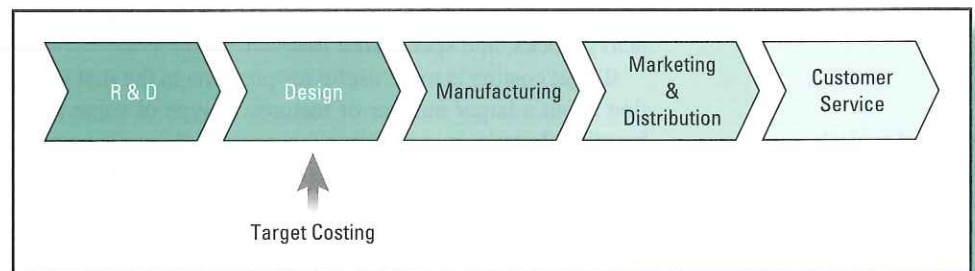 R & D
Design
Manufacturing
Marketing
&
Distribution
Customer
Service
Target Costing